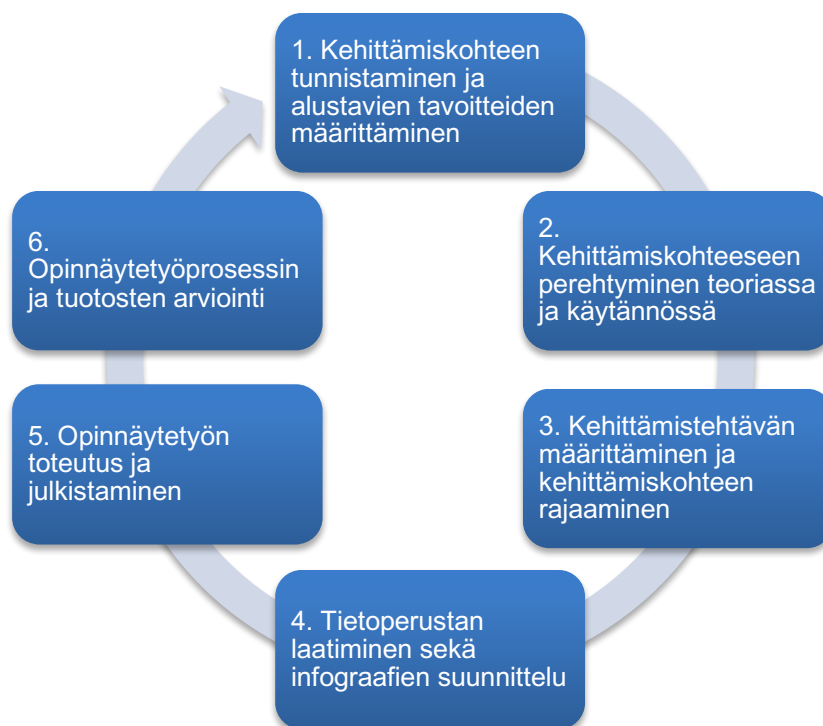 1. Kehittämiskohteen
tunnistaminen ja
alustavien tavoitteiden
määrittäminen
2.
Kehittämiskohteeseen
perehtyminen teoriassa
ja käytännössä
3. Kehittämistehtävän
määrittäminen ja
kehittämiskohteen
rajaaminen
4. Tietoperustan
laatiminen sekä
infograafien suunnittelu
5. Opinnäytetyön
toteutus ja
julkistaminen
6.
Opinnäytetyöprosessin
ja tuotosten arviointi